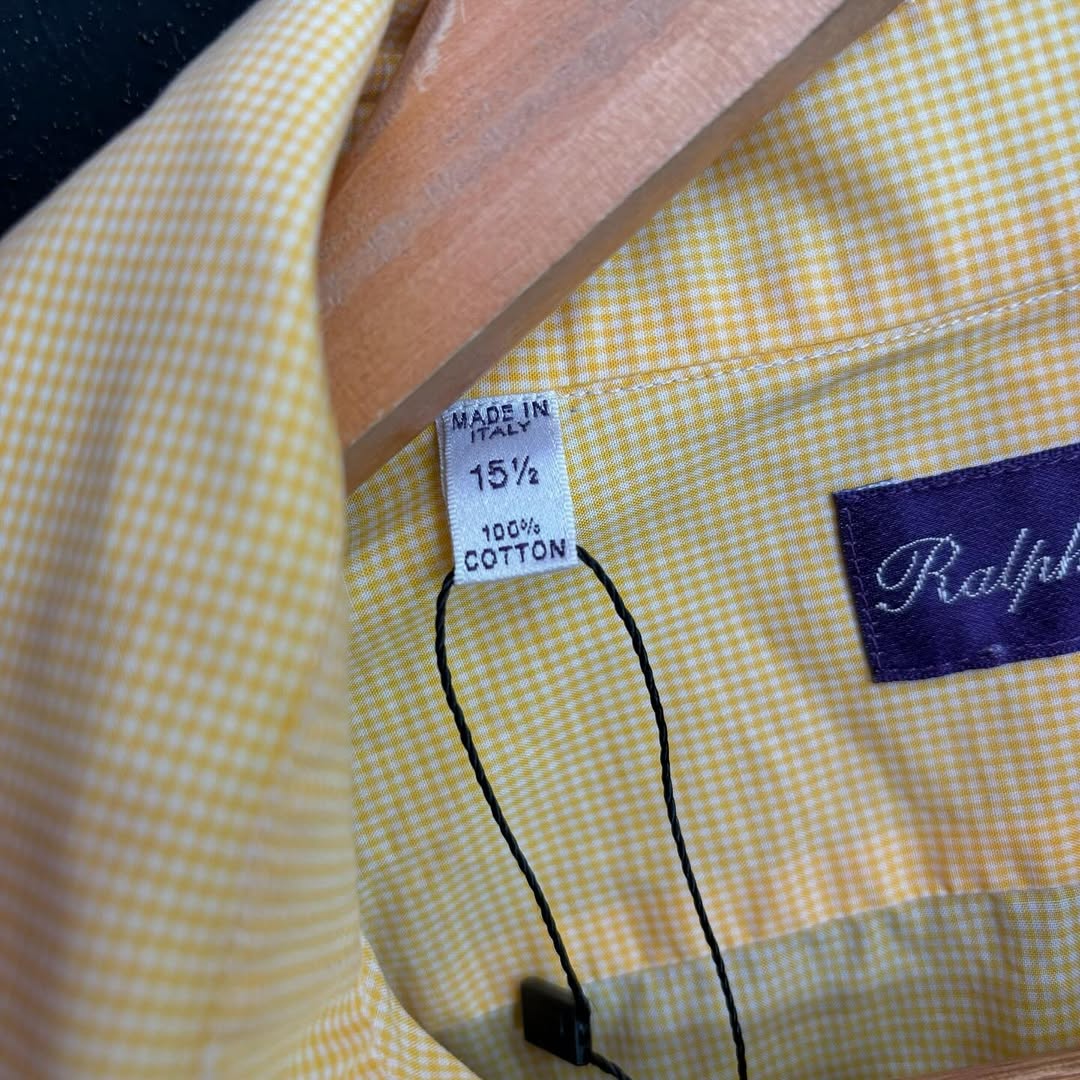 MADE IN
ITALY
15½
100%
COTTON
Ralph